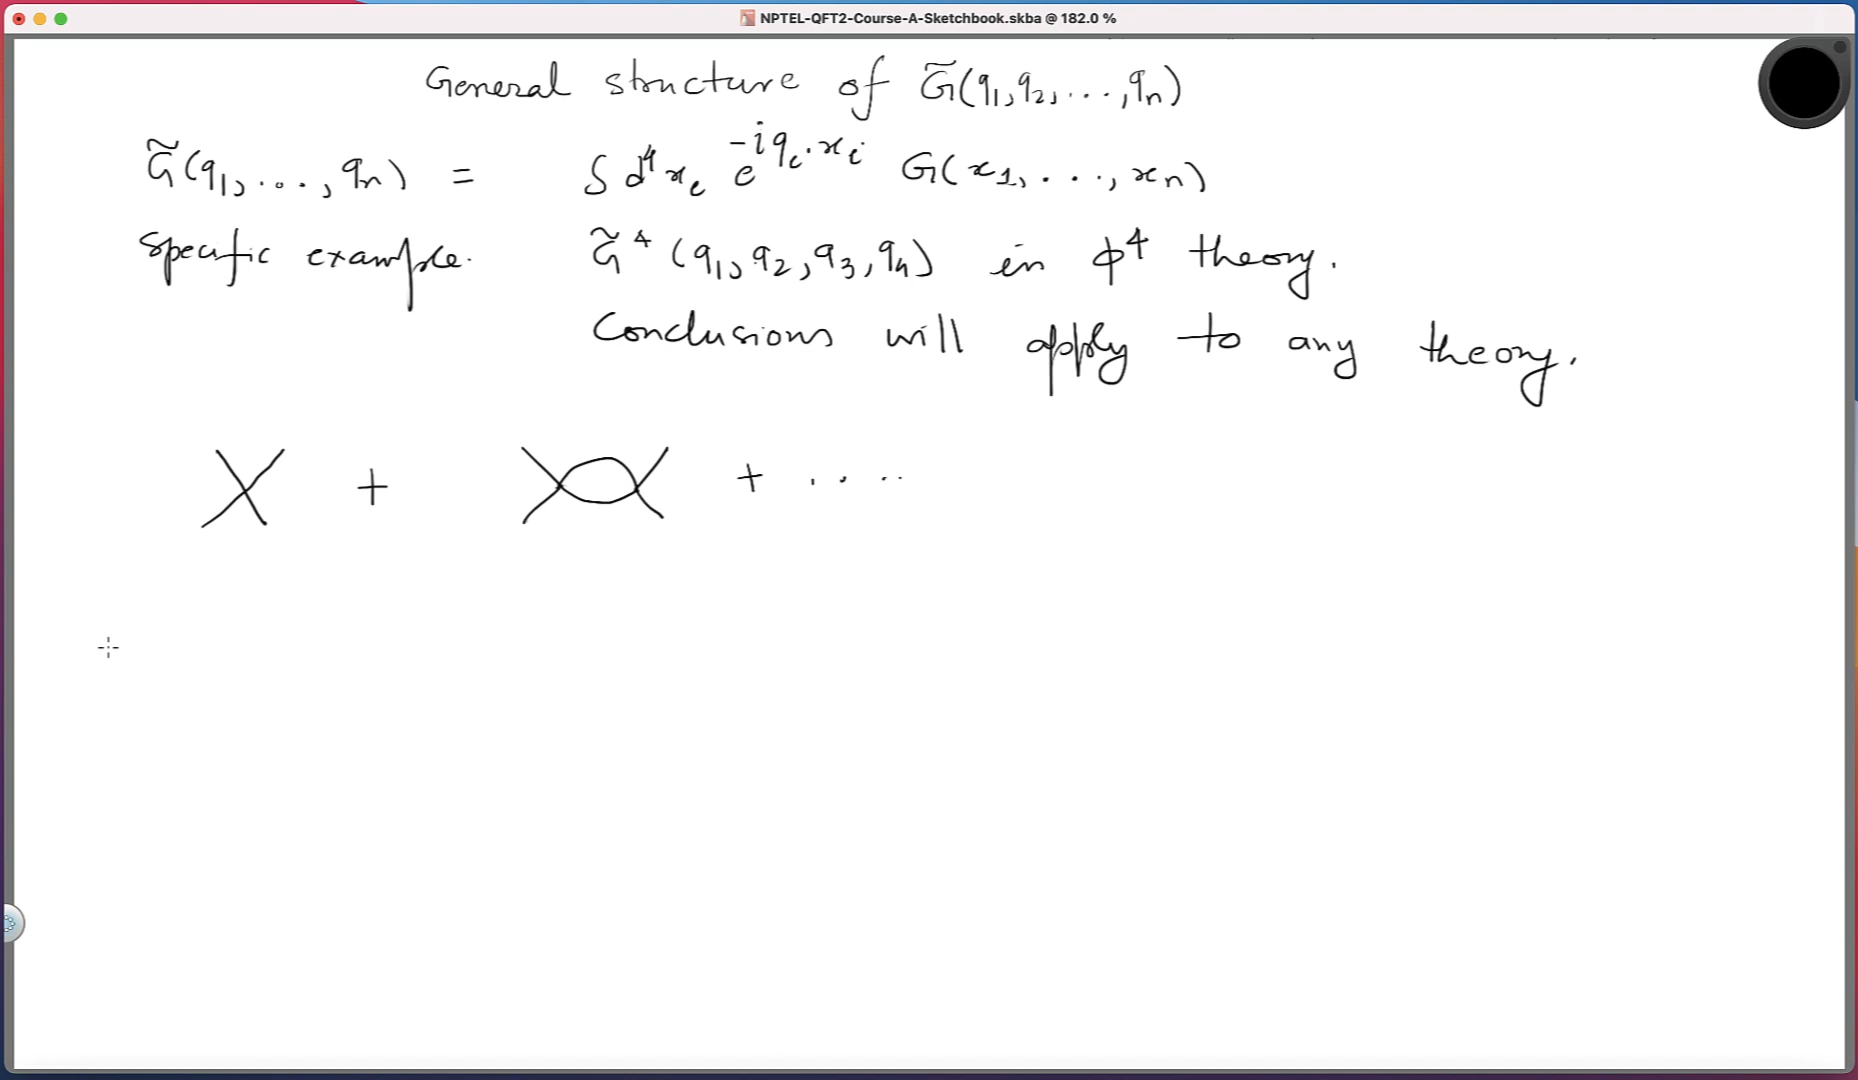 NPTEL-QFT2-Course-A-Sketchbook.skba @ 182.0 %
General structure of G̃(q₁,q₂,...,qₙ)
G̃(q₁,...,qₙ) = ∫d⁴xᵢ e^{-iqᵢ·xᵢ} G(x₁,...,xₙ)
Specific example. G̃⁴(q₁,q₂,q₃,q₄) in ϕ⁴ theory.
Conclusions will apply to any theory.
+ + ....